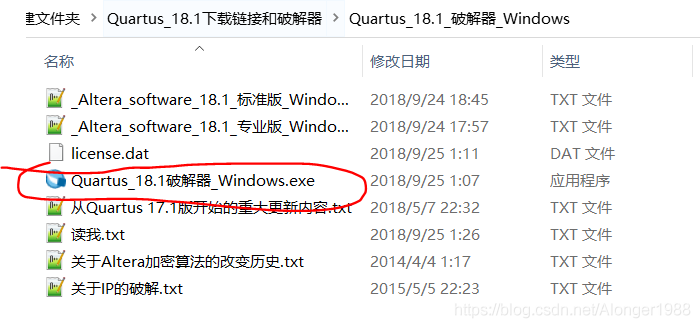 建文件夹 > Quartus_18.1下载链接和破解器 > Quartus_18.1_破解器_Windows
名称 修改日期 类型
_Altera_software_18.1_标准版_Windo... 2018/9/24 18:45 TXT 文件
_Altera_software_18.1_专业版_Windo... 2018/9/24 17:57 TXT 文件
license.dat 2018/9/25 1:11 DAT 文件
Quartus_18.1破解器_Windows.exe 2018/9/25 1:07 应用程序
从Quartus 17.1版开始的重大更新内容.txt 2018/5/7 22:32 TXT 文件
读我.txt 2018/9/25 1:26 TXT 文件
关于Altera加密算法的改变历史.txt 2014/4/4 1:17 TXT 文件
关于IP的破解.txt 2015/5/5 22:23 TXT 文件
https://blog.csdn.net/Alonger1988